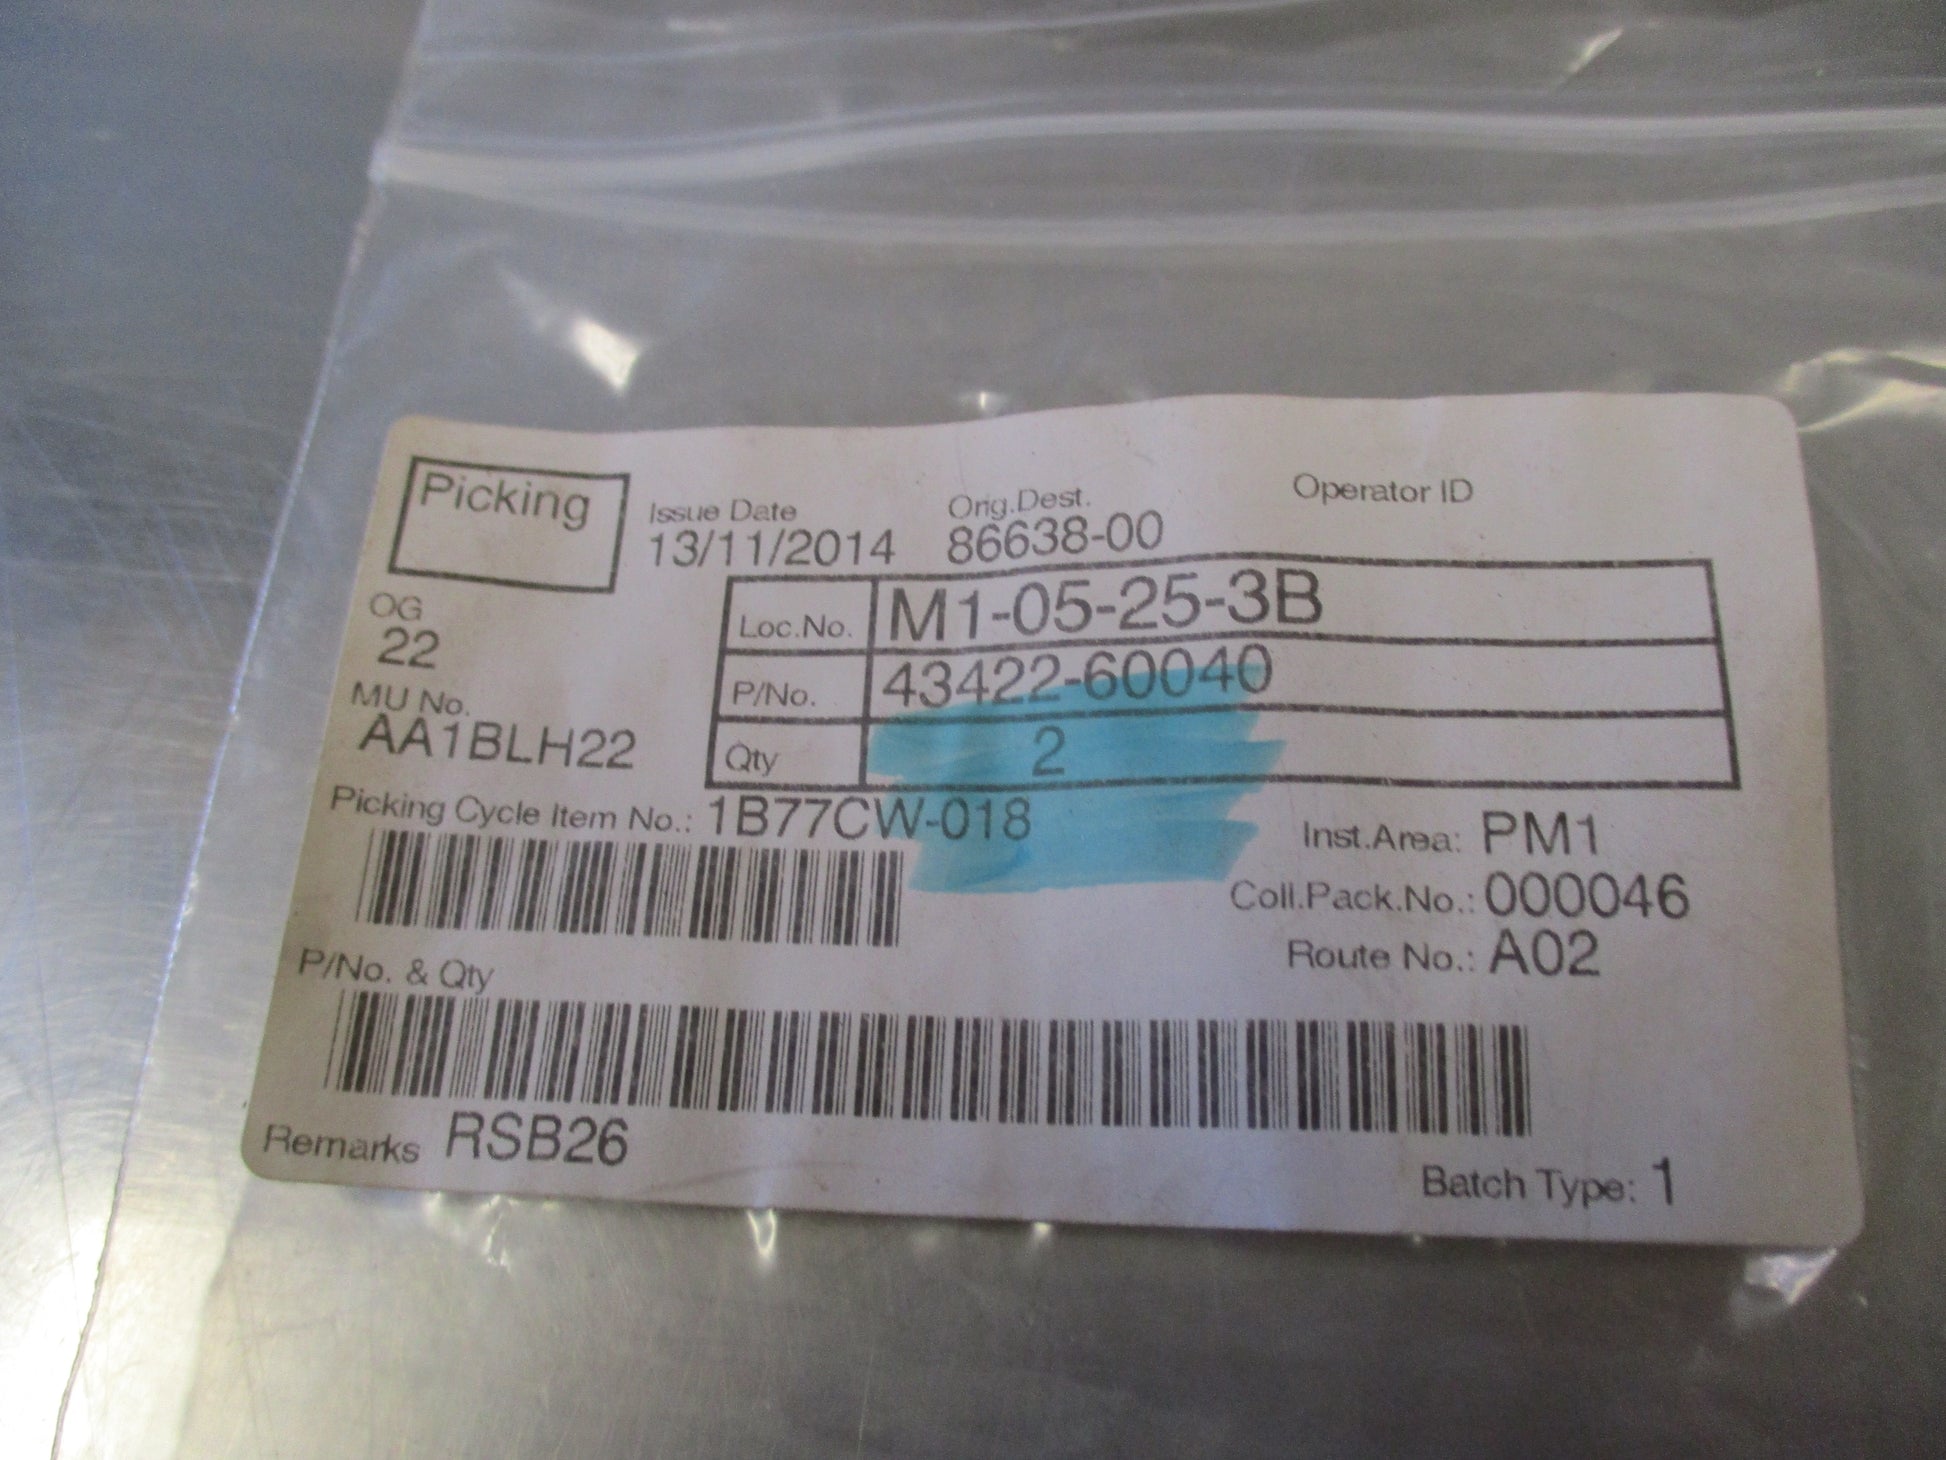 Picking
Issue Date
13/11/2014
Orig.Dest.
86638-00
Operator ID
OG
22
Loc.No. M1-05-25-3B
P/No. 43422-60040
Qty 2
MU No.
AA1BLH22
Picking Cycle Item No.: 1B77CW-018
Inst.Area: PM1
Coll.Pack.No.: 000046
Route No.: A02
P/No. & Qty
Remarks RSB26
Batch Type: 1